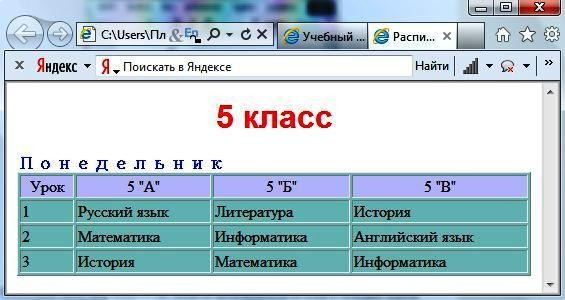 C:\Users\Пл
Учебный ...
Распи...
Яндекс
Я
Поискать в Яндексе
Найти
»
5 класс
Понедельник
Урок 5 "А" 5 "Б" 5 "В"
1 Русский язык Литература История
2 Математика Информатика Английский язык
3 История Математика Информатика